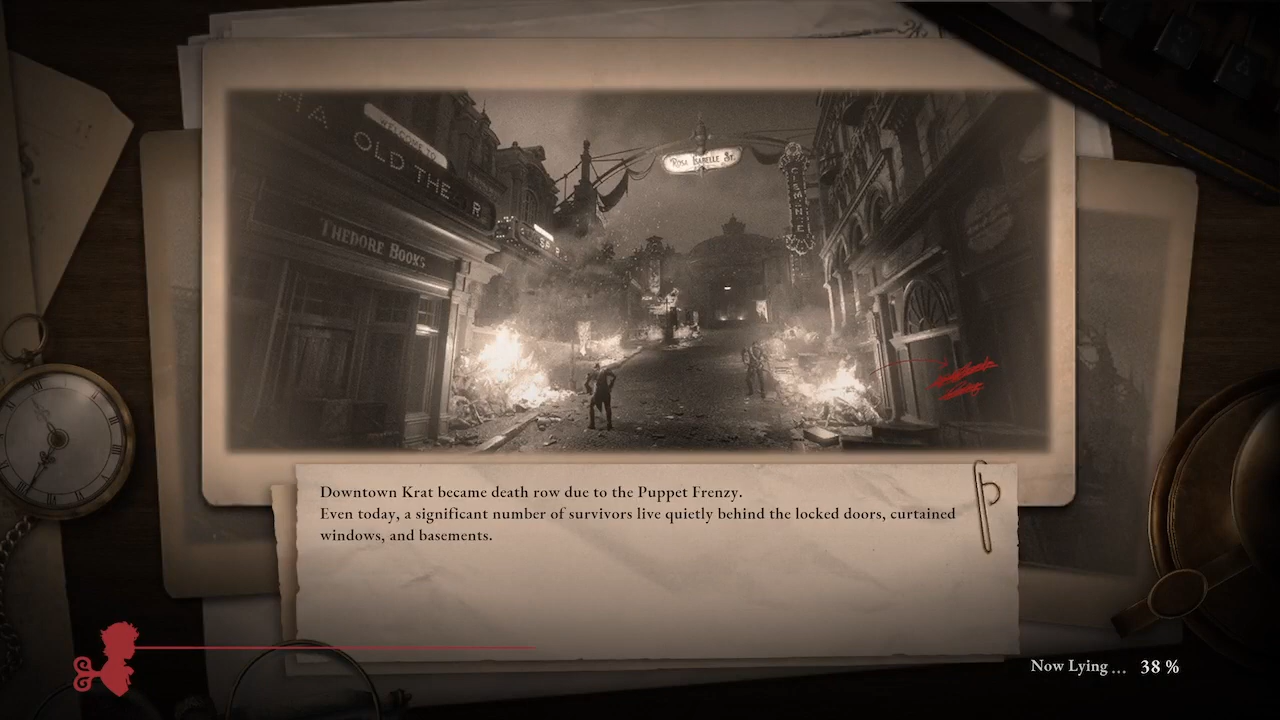 WELCOME TO
OLD THE R
THEDORE BOOKS
ROSA ISABELLE St.
Downtown Krat became death row due to the Puppet Frenzy.
Even today, a significant number of survivors live quietly behind the locked doors, curtained
windows, and basements.
Now Lying... 38 %